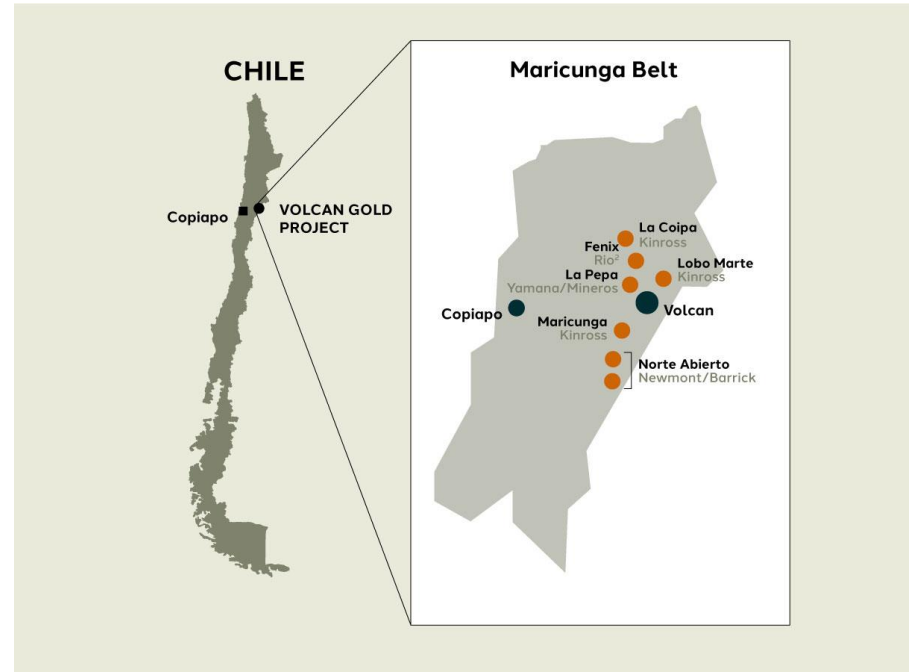 CHILE
Copiapo
VOLCAN GOLD
PROJECT
Maricunga Belt
La Coipa
Kinross
Fenix
Rio²
Lobo Marte
Kinross
La Pepa
Yamana/Mineros
Copiapo
Volcan
Maricunga
Kinross
Norte Abierto
Newmont/Barrick